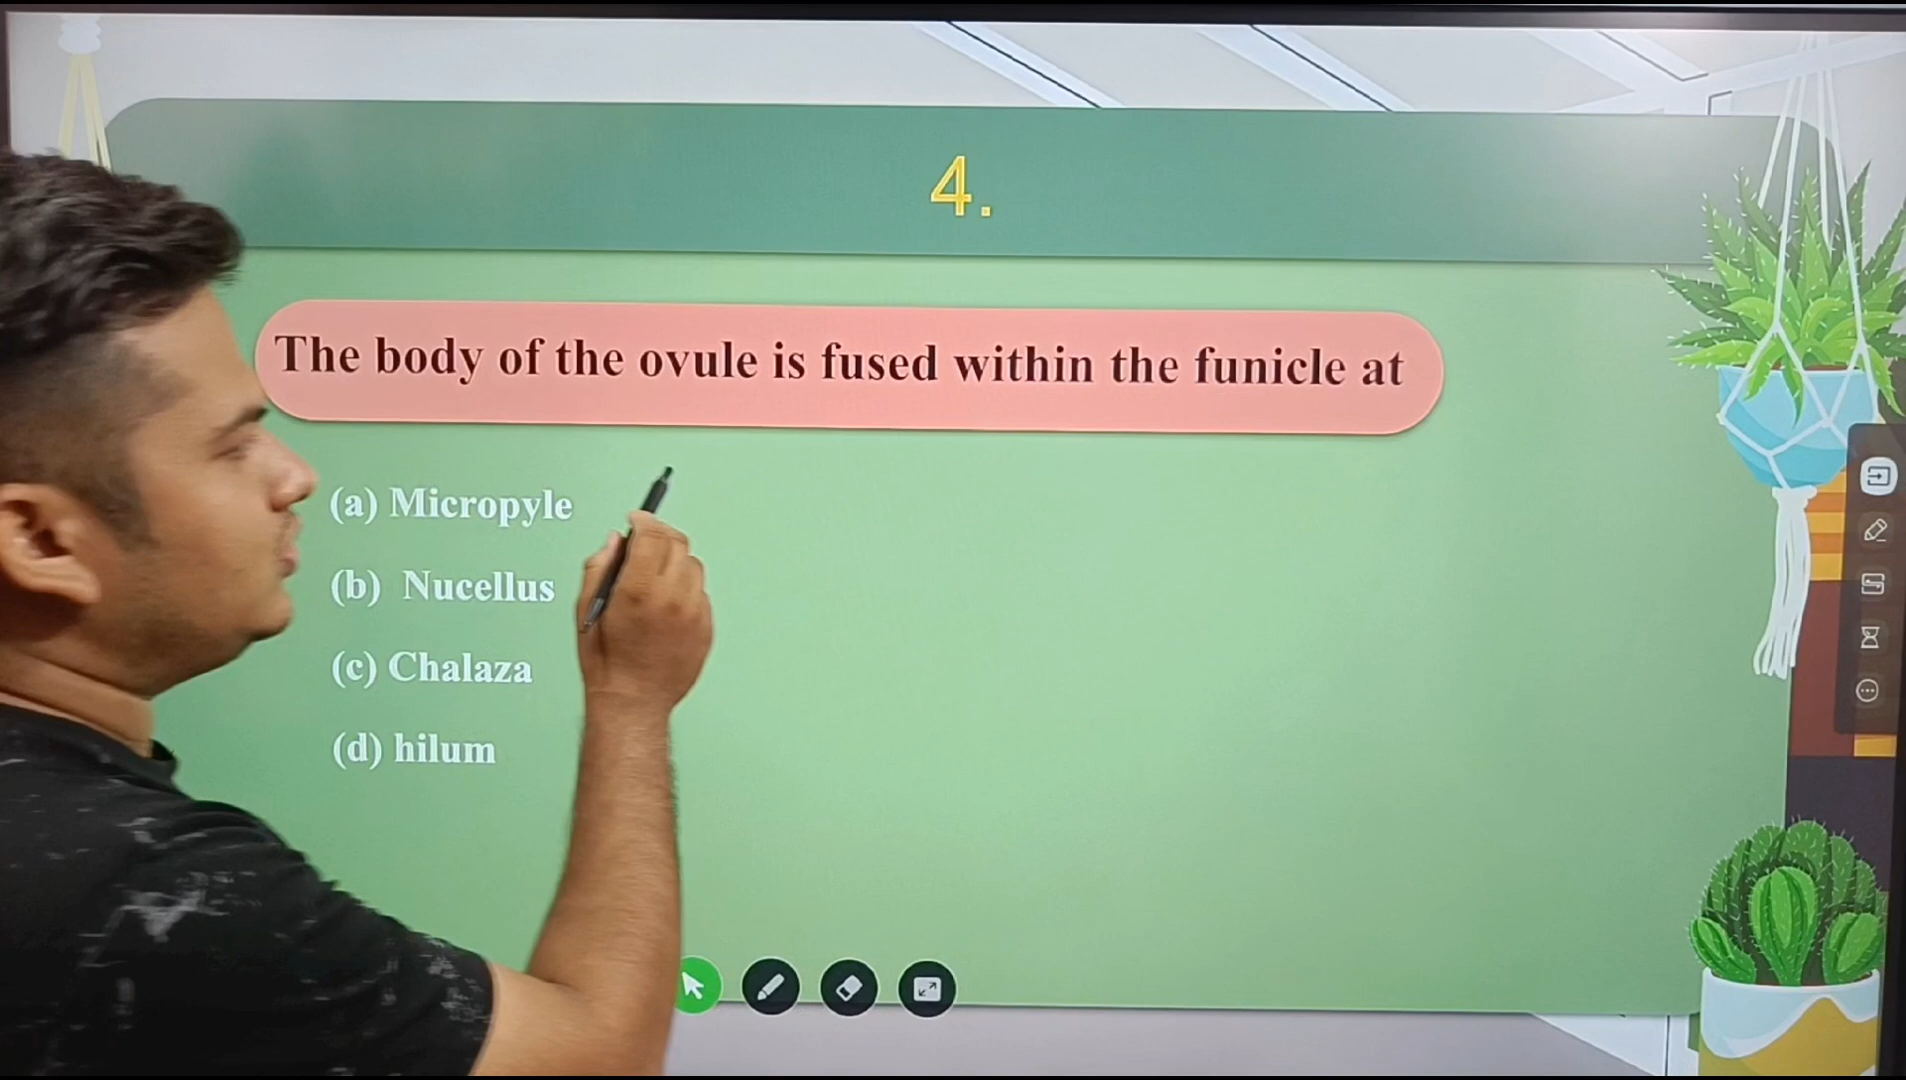 4.
The body of the ovule is fused within the funicle at
(a) Micropyle
(b) Nucellus
(c) Chalaza
(d) hilum